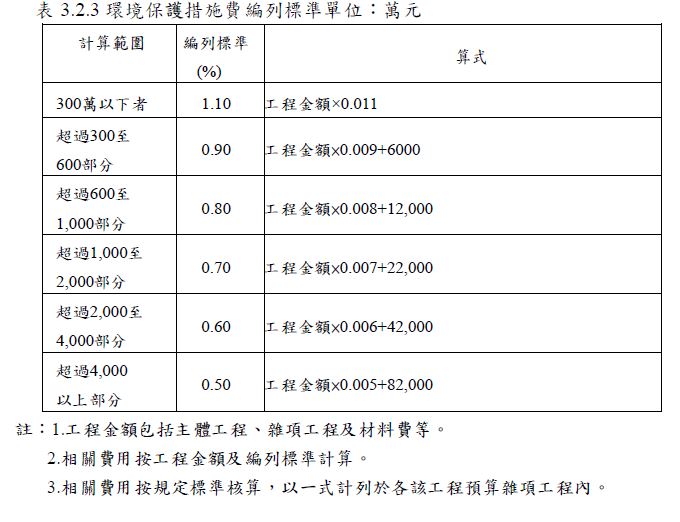 表 3.2.3 環境保護措施費編列標準單位：萬元
計算範圍 編列標準 (%) 算式
300萬以下者 1.10 工程金額×0.011
超過300至
600部分 0.90 工程金額x0.009+6000
超過600至
1,000部分 0.80 工程金額x0.008+12,000
超過1,000至
2,000部分 0.70 工程金額x0.007+22,000
超過2,000至
4,000部分 0.60 工程金額x0.006+42,000
超過4,000
以上部分 0.50 工程金額x0.005+82,000
註：1.工程金額包括主體工程、雜項工程及材料費等。
2.相關費用按工程金額及編列標準計算。
3.相關費用按規定標準核算，以一式計列於各該工程預算雜項工程內。